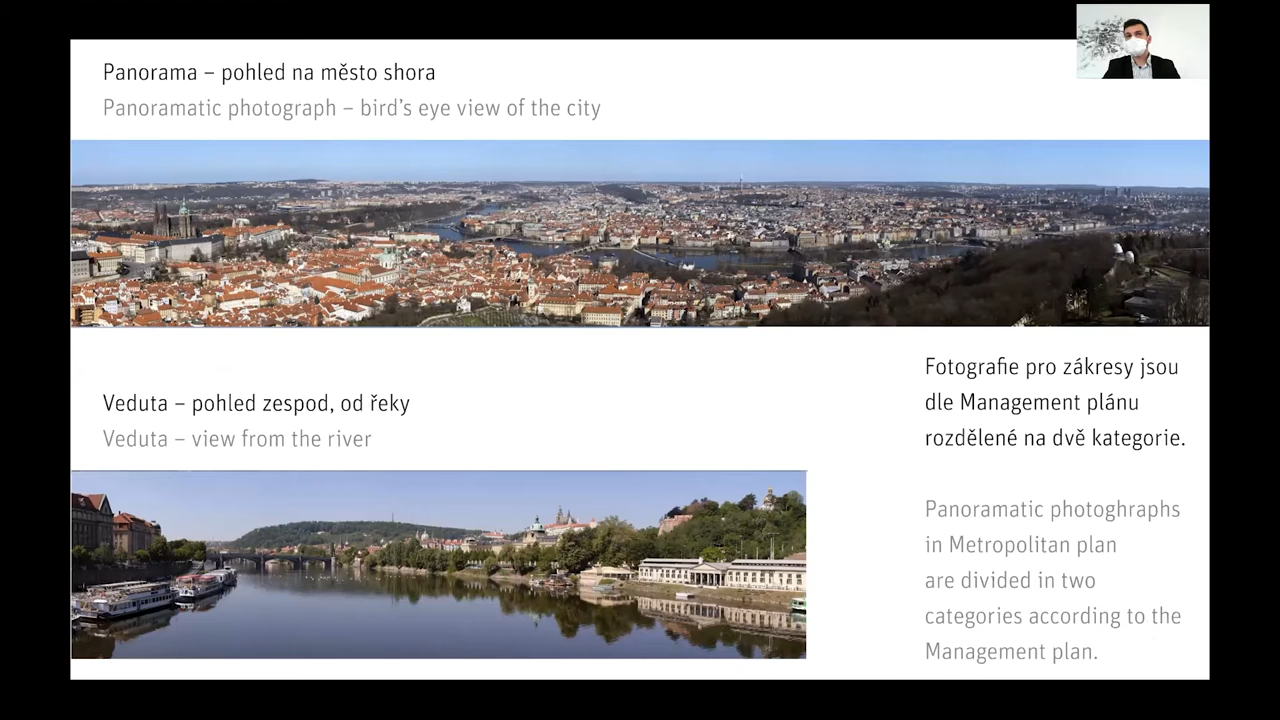 Panorama – pohled na město shora
Panoramatic photograph – bird's eye view of the city
Veduta – pohled zespod, od řeky
Veduta – view from the river
Fotografie pro zákresy jsou
dle Management plánu
rozdělené na dvě kategorie.
Panoramatic photoghraphs
in Metropolitan plan
are divided in two
categories according to the
Management plan.